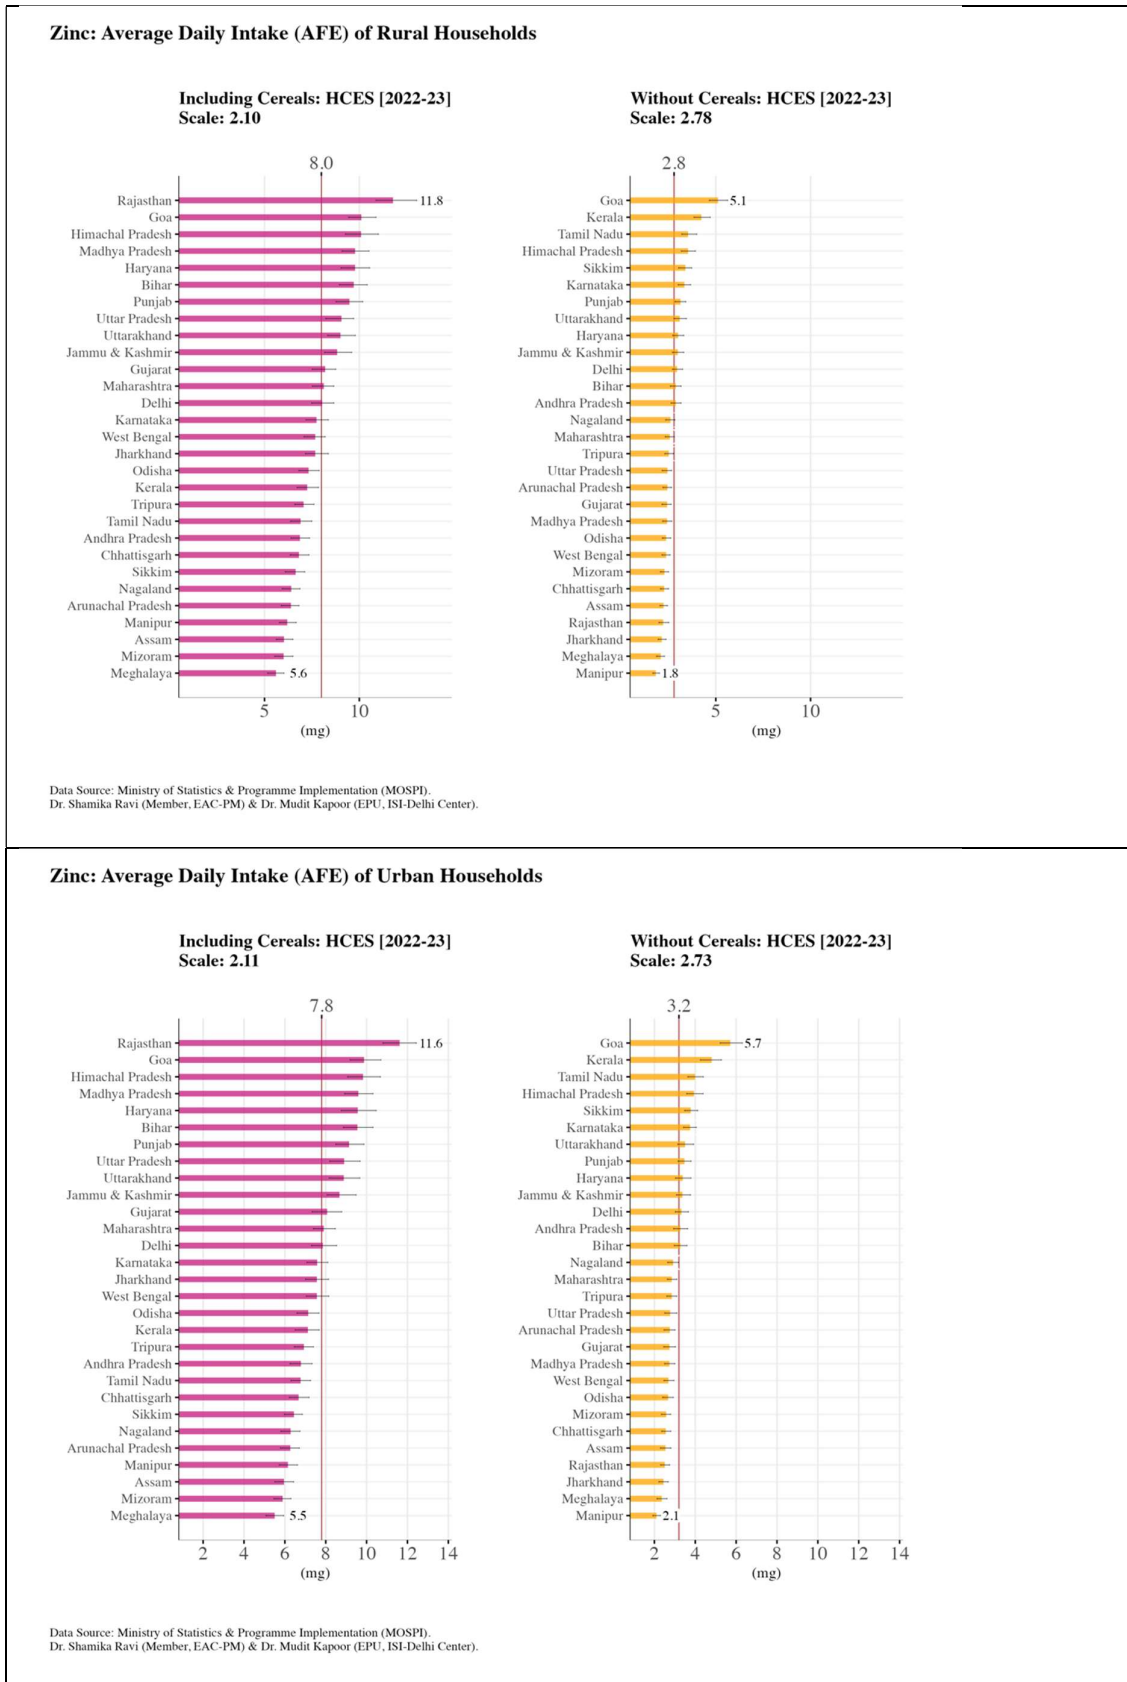 Zinc: Average Daily Intake (AFE) of Rural Households
Including Cereals: HCES [2022-23]
Scale: 2.10
8.0
Rajasthan
11.8
Goa
Himachal Pradesh
Madhya Pradesh
Haryana
Bihar
Punjab
Uttar Pradesh
Uttarakhand
Jammu & Kashmir
Gujarat
Maharashtra
Delhi
Karnataka
West Bengal
Jharkhand
Odisha
Kerala
Tripura
Tamil Nadu
Andhra Pradesh
Chhattisgarh
Sikkim
Nagaland
Arunachal Pradesh
Manipur
Assam
Mizoram
Meghalaya
5.6
5 10
(mg)
Without Cereals: HCES [2022-23]
Scale: 2.78
2.8
Goa
5.1
Kerala
Tamil Nadu
Himachal Pradesh
Sikkim
Karnataka
Punjab
Uttarakhand
Haryana
Jammu & Kashmir
Delhi
Bihar
Andhra Pradesh
Nagaland
Maharashtra
Tripura
Uttar Pradesh
Arunachal Pradesh
Gujarat
Madhya Pradesh
Odisha
West Bengal
Mizoram
Chhattisgarh
Assam
Rajasthan
Jharkhand
Meghalaya
Manipur
1.8
5 10
(mg)
Data Source: Ministry of Statistics & Programme Implementation (MOSPI).
Dr. Shamika Ravi (Member, EAC-PM) & Dr. Mudit Kapoor (EPU, ISI-Delhi Center).
Zinc: Average Daily Intake (AFE) of Urban Households
Including Cereals: HCES [2022-23]
Scale: 2.11
7.8
Rajasthan
11.6
Goa
Himachal Pradesh
Madhya Pradesh
Haryana
Bihar
Punjab
Uttar Pradesh
Uttarakhand
Jammu & Kashmir
Gujarat
Maharashtra
Delhi
Karnataka
Jharkhand
West Bengal
Odisha
Kerala
Tripura
Andhra Pradesh
Tamil Nadu
Chhattisgarh
Sikkim
Nagaland
Arunachal Pradesh
Manipur
Assam
Mizoram
Meghalaya
5.5
2 4 6 8 10 12 14
(mg)
Without Cereals: HCES [2022-23]
Scale: 2.73
3.2
Goa
5.7
Kerala
Tamil Nadu
Himachal Pradesh
Sikkim
Karnataka
Uttarakhand
Punjab
Haryana
Jammu & Kashmir
Delhi
Andhra Pradesh
Bihar
Nagaland
Maharashtra
Tripura
Uttar Pradesh
Arunachal Pradesh
Gujarat
Madhya Pradesh
West Bengal
Odisha
Mizoram
Chhattisgarh
Assam
Rajasthan
Jharkhand
Meghalaya
Manipur
2.1
2 4 6 8 10 12 14
(mg)
Data Source: Ministry of Statistics & Programme Implementation (MOSPI).
Dr. Shamika Ravi (Member, EAC-PM) & Dr. Mudit Kapoor (EPU, ISI-Delhi Center).